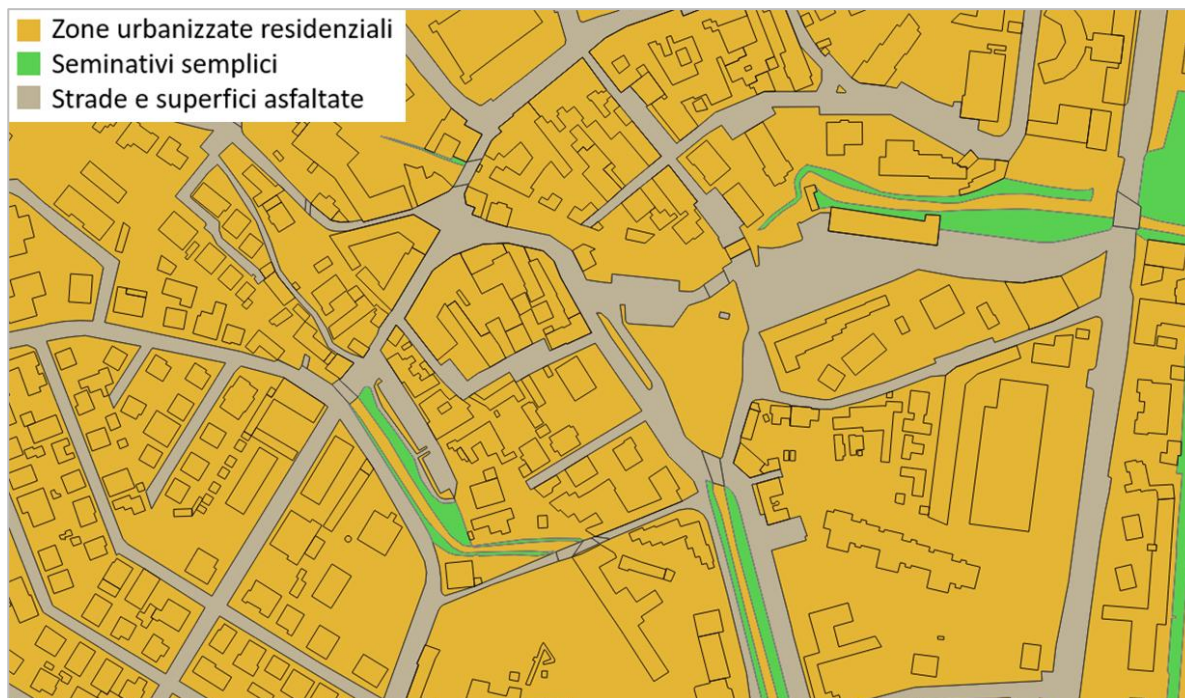 Zone urbanizzate residenziali
Seminativi semplici
Strade e superfici asfaltate